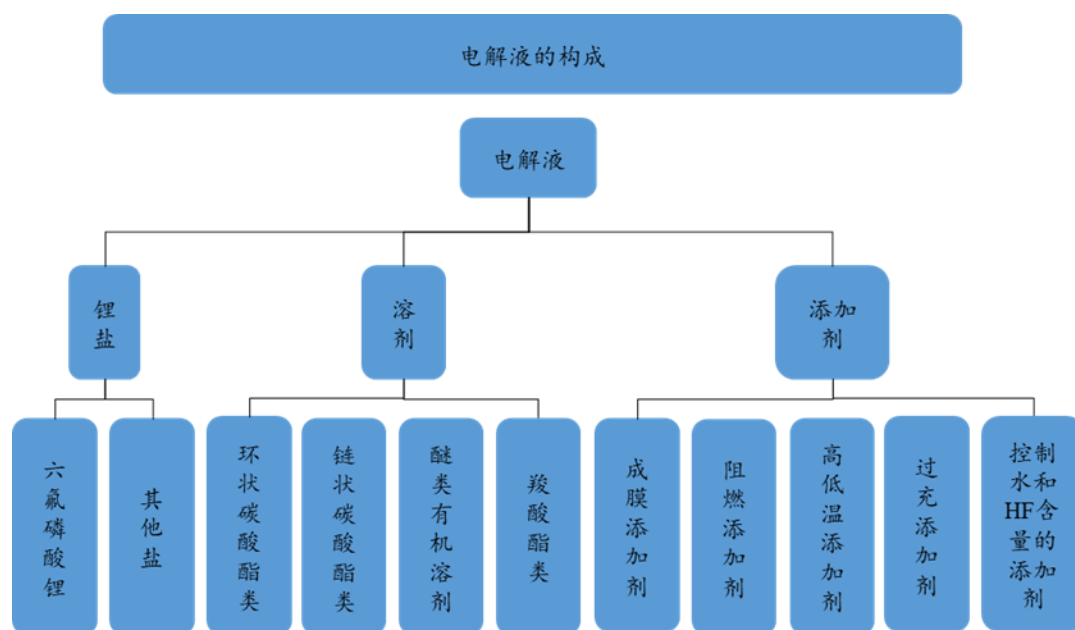 电解液的构成
电解液
锂盐
溶剂
添加剂
六氟磷酸锂
其他盐
环状碳酸酯类
链状碳酸酯类
醚类有机溶剂
羧酸酯类
成膜添加剂
阻燃添加剂
高低温添加剂
过充添加剂
控制水和HF含量的添加剂